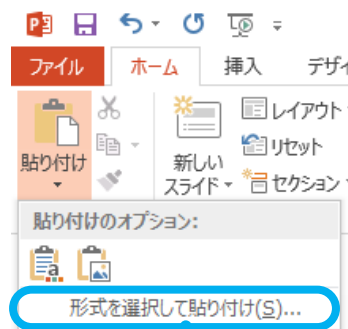 ファイル ホーム 挿入 デザイ
貼り付け
新しい
スライド
レイアウト
リセット
セクション
貼り付けのオプション:
形式を選択して貼り付け(S)...